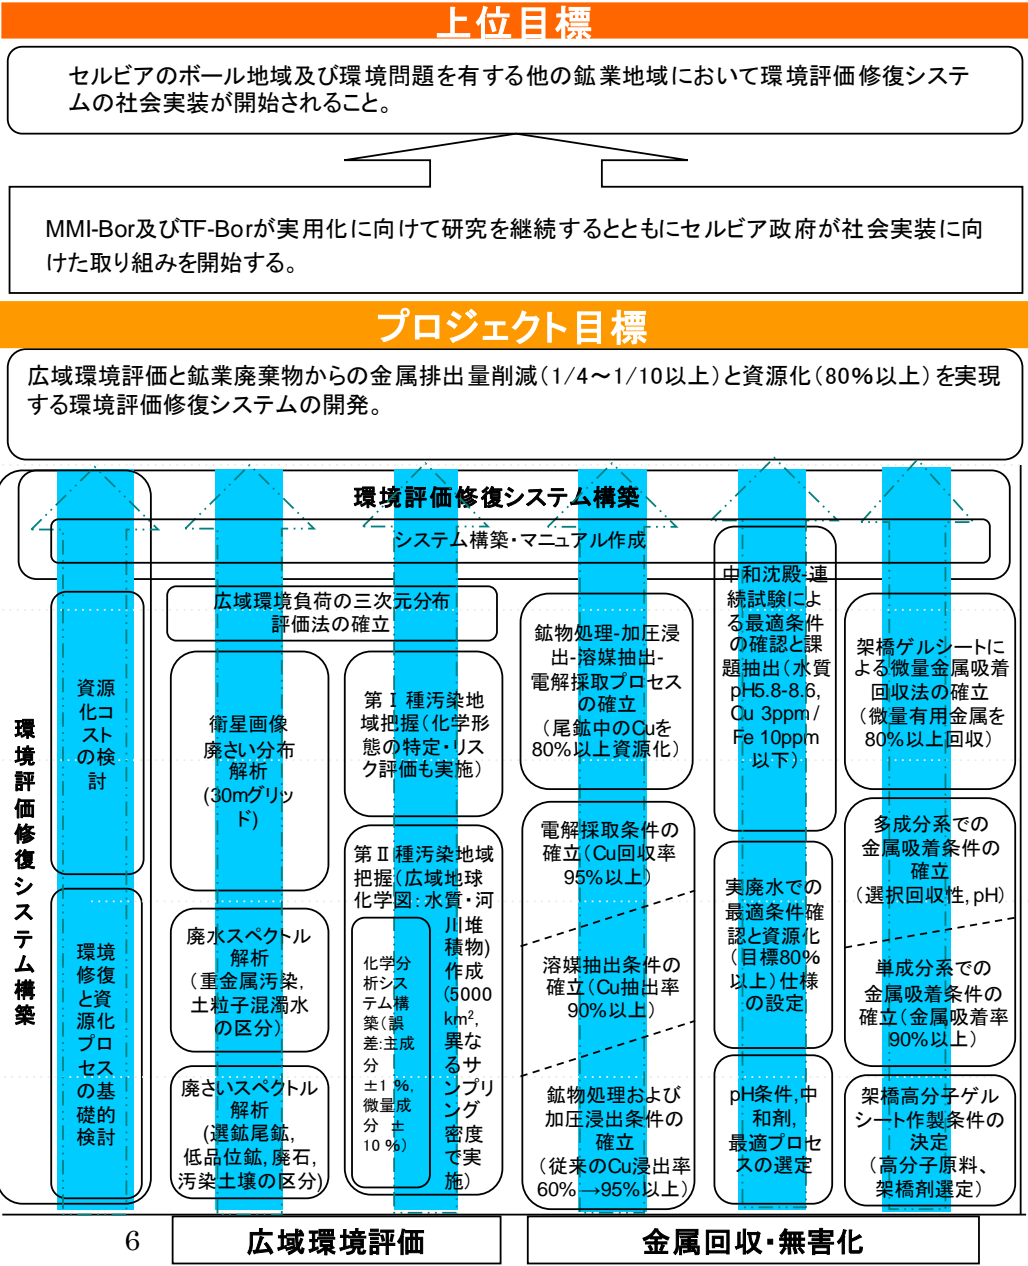 上位目標
セルビアのボール地域及び環境問題を有する他の鉱業地域において環境評価修復システ
ムの社会実装が開始されること。
MMI-Bor及びTF-Borが実用化に向けて研究を継続するとともにセルビア政府が社会実装に向
けた取り組みを開始する。
プロジェクト目標
広域環境評価と鉱業廃棄物からの金属排出量削減（1/4～1/10以上）と資源化（80%以上）を実現
する環境評価修復システムの開発。
環境評価修復システム構築
システム構築・マニュアル作成
環境評価修復システム構築
資源
化コ
スト
の検
討
環境
修復
と資
源化
プロ
セス
の基
礎的
検討
広域環境負荷の三次元分布
評価法の確立
衛星画像
廃さい分布
解析
(30mグリッ
ド)
廃水スペクトル
解析
（重金属汚染,
土粒子混濁水
の区分）
廃さいスペクトル
解析
(選鉱尾鉱,
低品位鉱,廃石,
汚染土壌の区分)
第Ⅰ種汚染地
域把握（化学形
態の特定・リス
ク評価も実施）
第Ⅱ種汚染地域
把握（広域地球
化学図：水質・河
川堆
積物)
作成
(5000
km²,
異な
るサ
ンプリ
ング
密度
で実
施）
化学分
析シス
テム構
築（誤
差:主成
分
±1 %,
微量成
分 ±
10 %）
鉱物処理-加圧浸
出-溶媒抽出-
電解採取プロセス
の確立
（尾鉱中のCuを
80%以上資源化）
電解採取条件の
確立（Cu回収率
95%以上）
溶媒抽出条件の
確立（Cu抽出率
90%以上）
鉱物処理および
加圧浸出条件の
確立
（従来のCu浸出率
60%→95%以上）
中和沈殿-連
続試験によ
る最適条件
の確認と課
題抽出（水質
pH5.8-8.6,
Cu 3ppm/
Fe 10ppm
以下）
実廃水での
最適条件確
認と資源化
（目標80%
以上）仕様
の設定
pH条件,中
和剤,
最適プロセ
スの選定
架橋ゲルシートに
よる微量金属吸着
回収法の確立
（微量有用金属を
80%以上回収）
多成分系での
金属吸着条件の
確立
（選択回収性,pH）
単成分系での
金属吸着条件の
確立（金属吸着率
90%以上）
架橋高分子ゲル
シート作製条件の
決定
（高分子原料、
架橋剤選定）
6
広域環境評価
金属回収・無害化